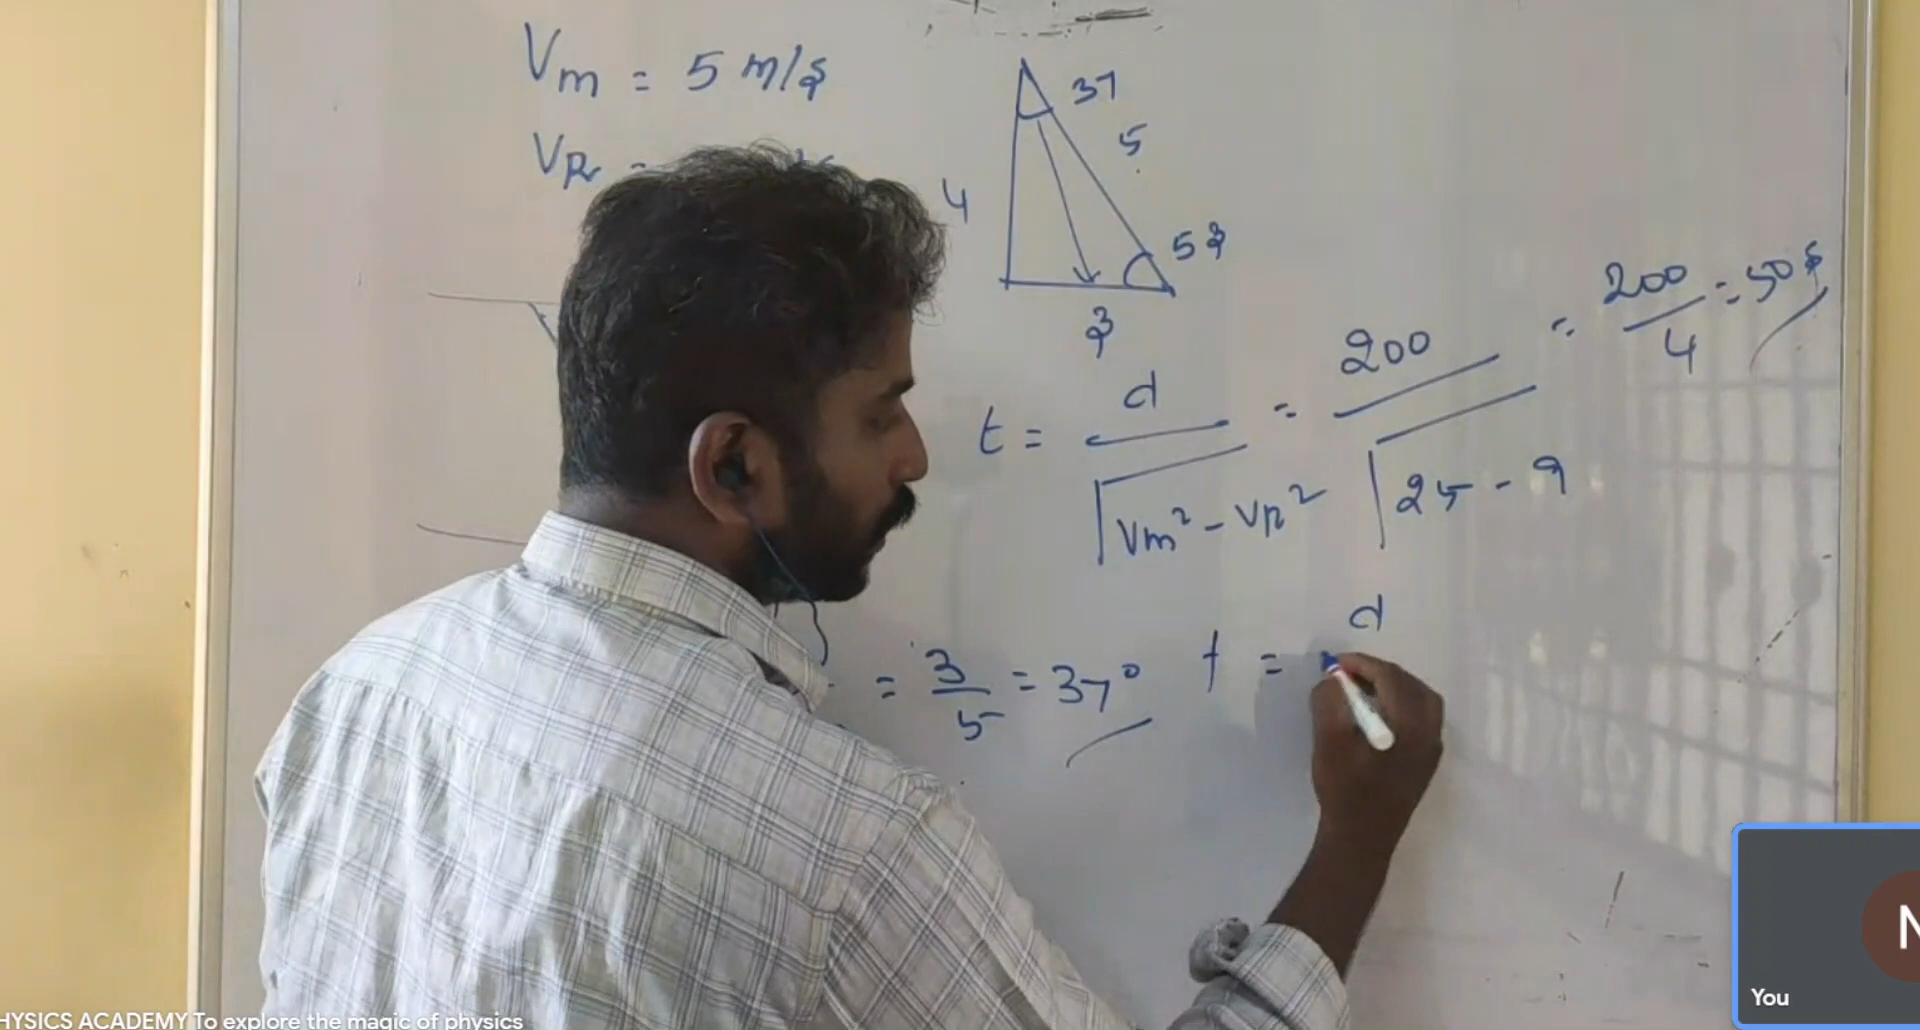 Vm = 5 m/s
VR =
37
5
4
53
3
t = d / √Vm² - VR² = 200 / √25 - 9 = 200 / 4 = 50 s
= 3 / 5 = 37° t = d
HYSICS ACADEMY To explore the magic of physics
N
You